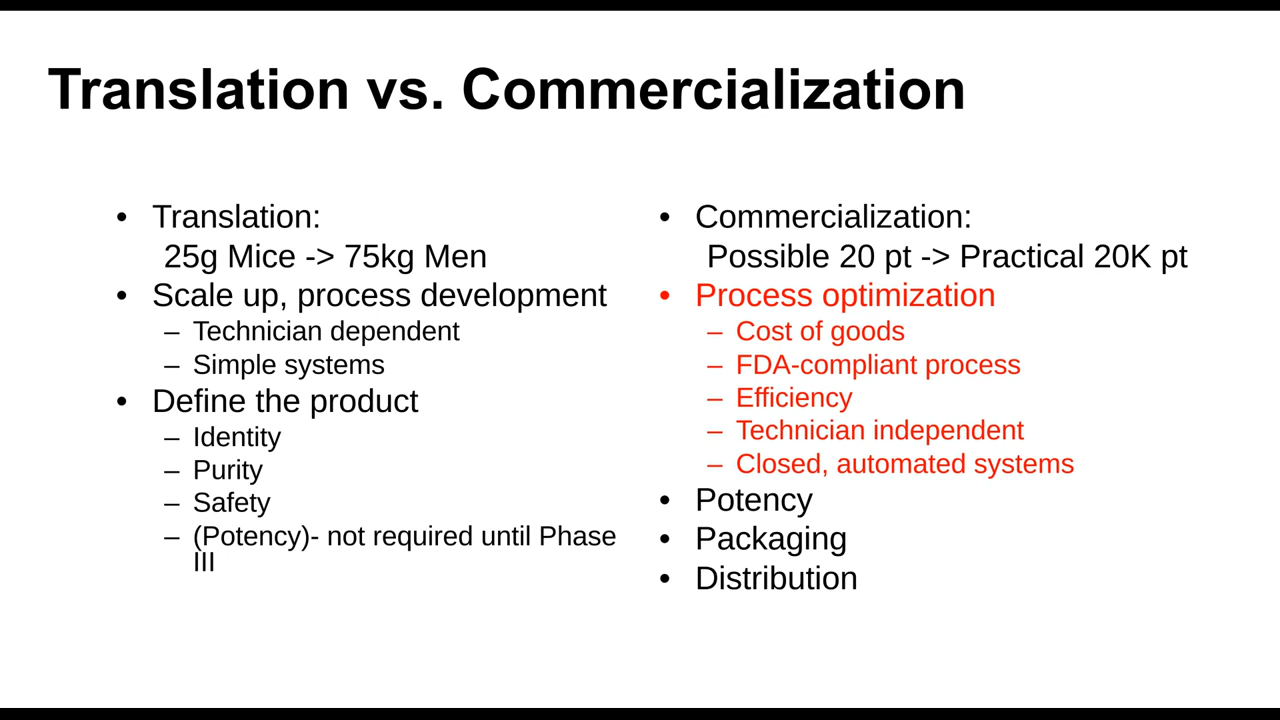 Translation vs. Commercialization
• Translation:
25g Mice -> 75kg Men
• Scale up, process development
– Technician dependent
– Simple systems
• Define the product
– Identity
– Purity
– Safety
– (Potency)- not required until Phase
III
• Commercialization:
Possible 20 pt -> Practical 20K pt
• Process optimization
– Cost of goods
– FDA-compliant process
– Efficiency
– Technician independent
– Closed, automated systems
• Potency
• Packaging
• Distribution